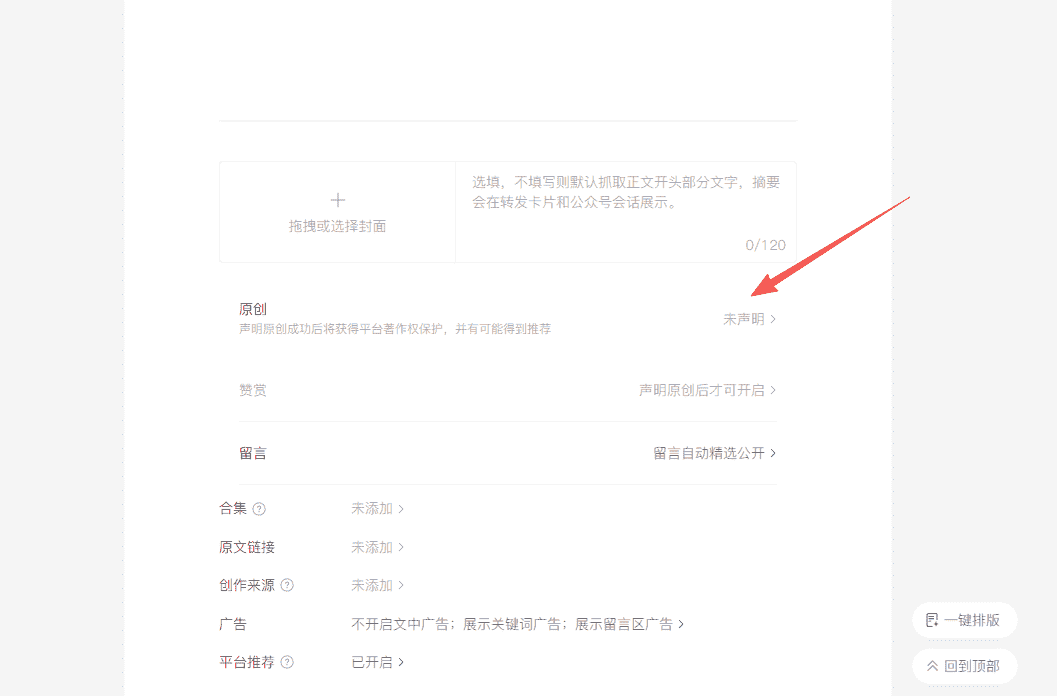 选填，不填写则默认抓取正文开头部分文字，摘要
会在转发卡片和公众号会话展示。
拖拽或选择封面
0/120
原创
声明原创成功后将获得平台著作权保护，并有可能得到推荐
未声明
赞赏
声明原创后才可开启
留言
留言自动精选公开
合集
未添加
原文链接
未添加
创作来源
未添加
广告
不开启文中广告；展示关键词广告；展示留言区广告
平台推荐
已开启
一键排版
回到顶部